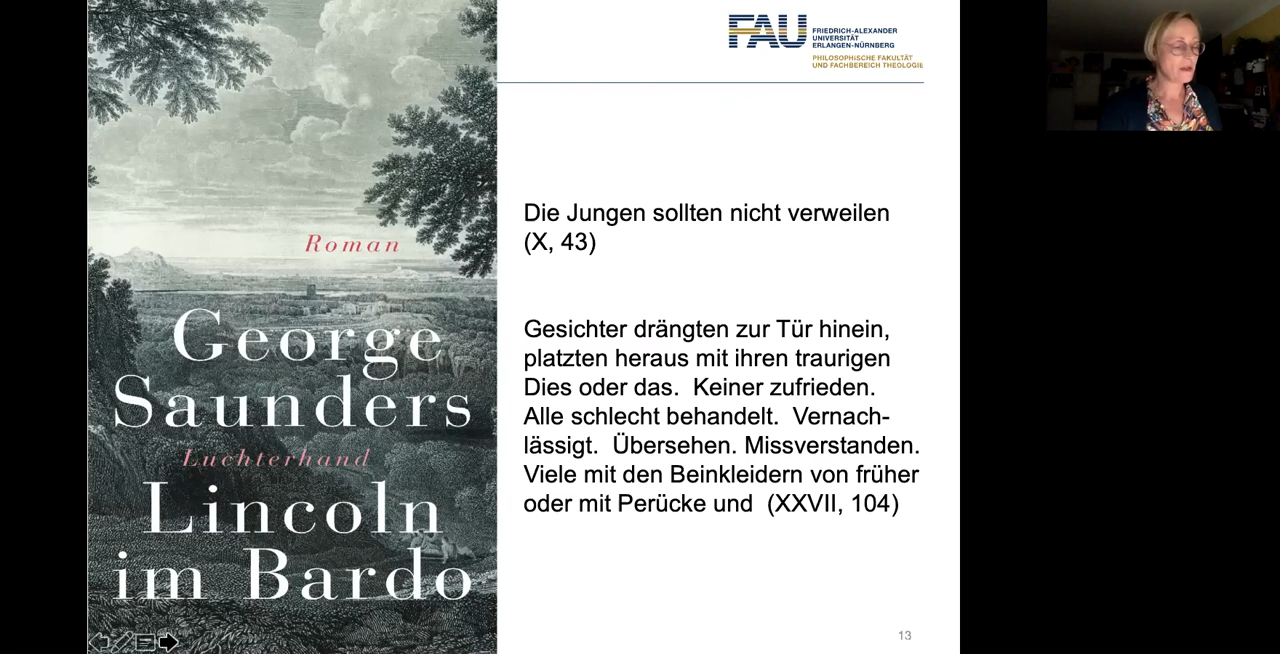 Roman
George
Saunders
Luchterhand
Lincoln
im Bardo
FAU
FRIEDRICH-ALEXANDER
UNIVERSITÄT
ERLANGEN-NÜRNBERG
PHILOSOPHISCHE FAKULTÄT
UND FACHBEREICH THEOLOGIE
Die Jungen sollten nicht verweilen
(X, 43)
Gesichter drängten zur Tür hinein,
platzten heraus mit ihren traurigen
Dies oder das.  Keiner zufrieden.
Alle schlecht behandelt.  Vernach-
lässigt.  Übersehen. Missverstanden.
Viele mit den Beinkleidern von früher
oder mit Perücke und  (XXVII, 104)
13